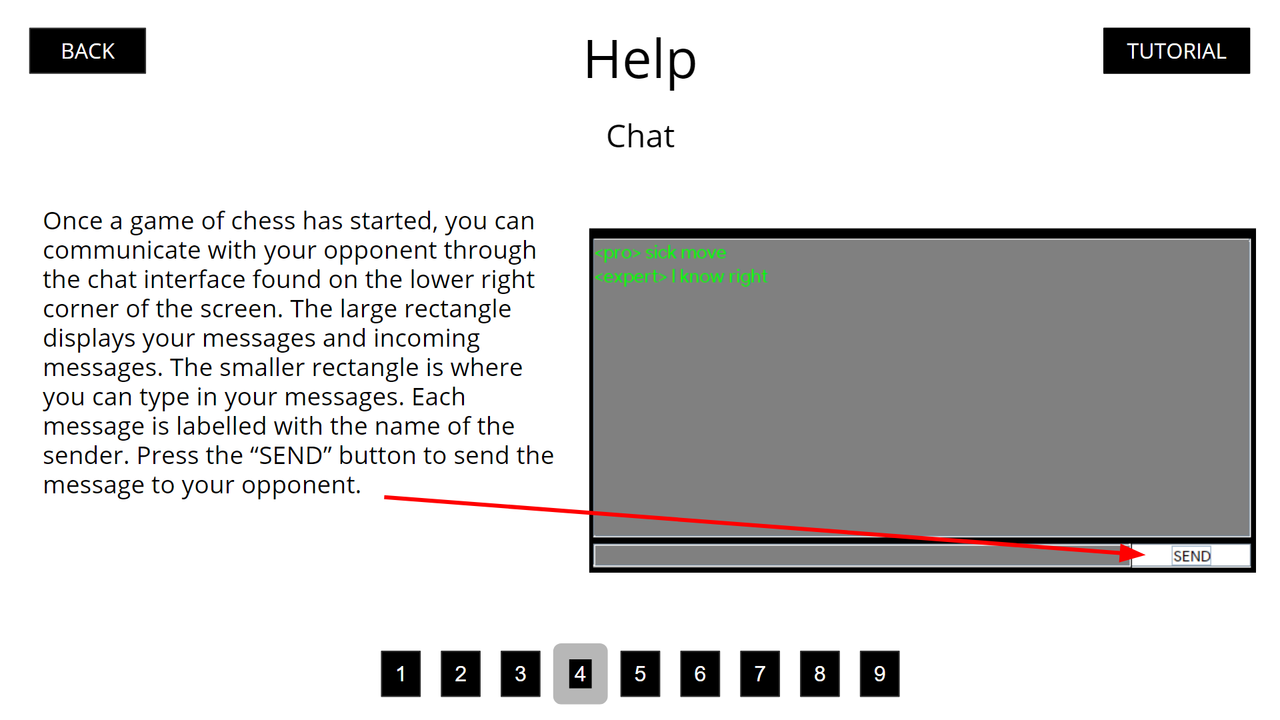 BACK
Help
TUTORIAL
Chat
Once a game of chess has started, you can
communicate with your opponent through
the chat interface found on the lower right
corner of the screen. The large rectangle
displays your messages and incoming
messages. The smaller rectangle is where
you can type in your messages. Each
message is labelled with the name of the
sender. Press the “SEND” button to send the
message to your opponent.
<pro> sick move
<expert> I know right
SEND
1 2 3 4 5 6 7 8 9